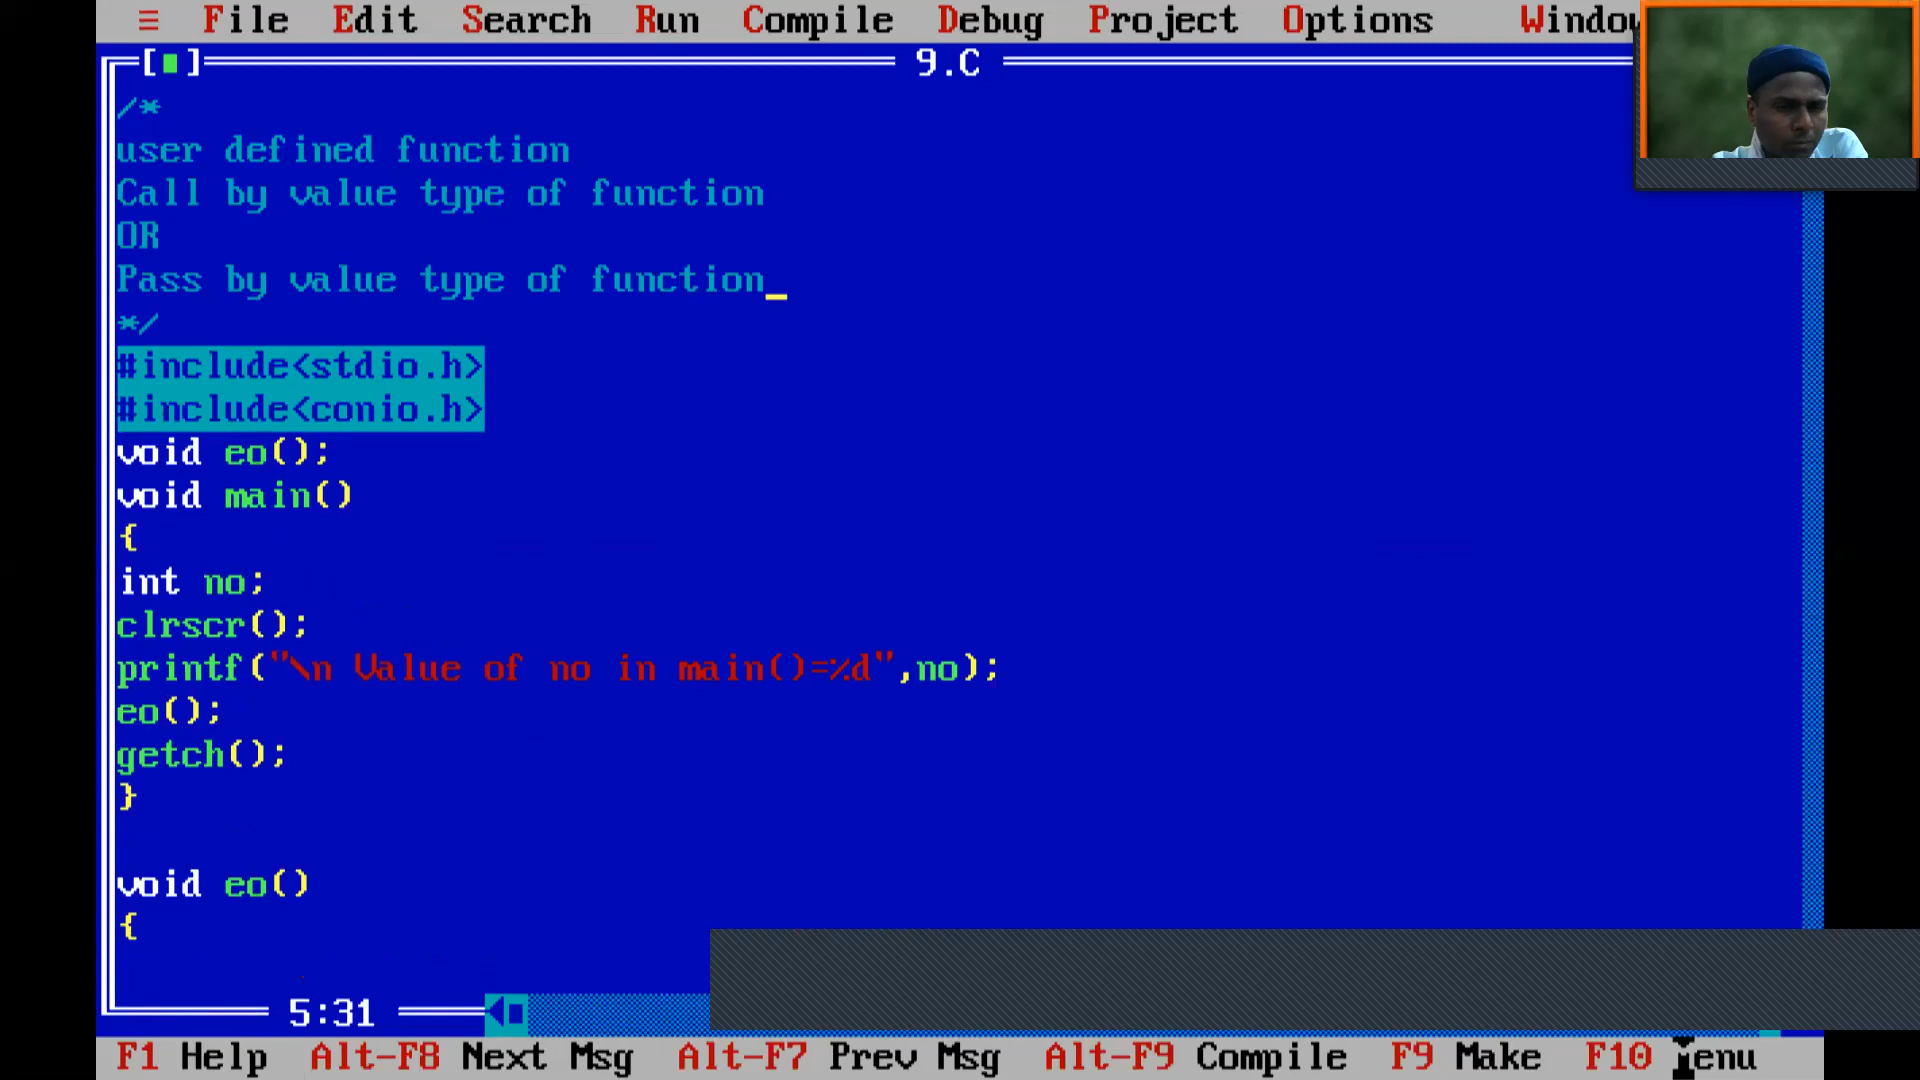 ≡ File Edit Search Run Compile Debug Project Options Window
[■] 9.C
/*
user defined function
Call by value type of function
OR
Pass by value type of function_
*/
#include<stdio.h>
#include<conio.h>
void eo();
void main()
{
int no;
clrscr();
printf("\n Value of no in main()=%d",no);
eo();
getch();
}
void eo()
{
5:31
F1 Help Alt-F8 Next Msg Alt-F7 Prev Msg Alt-F9 Compile F9 Make F10 Menu